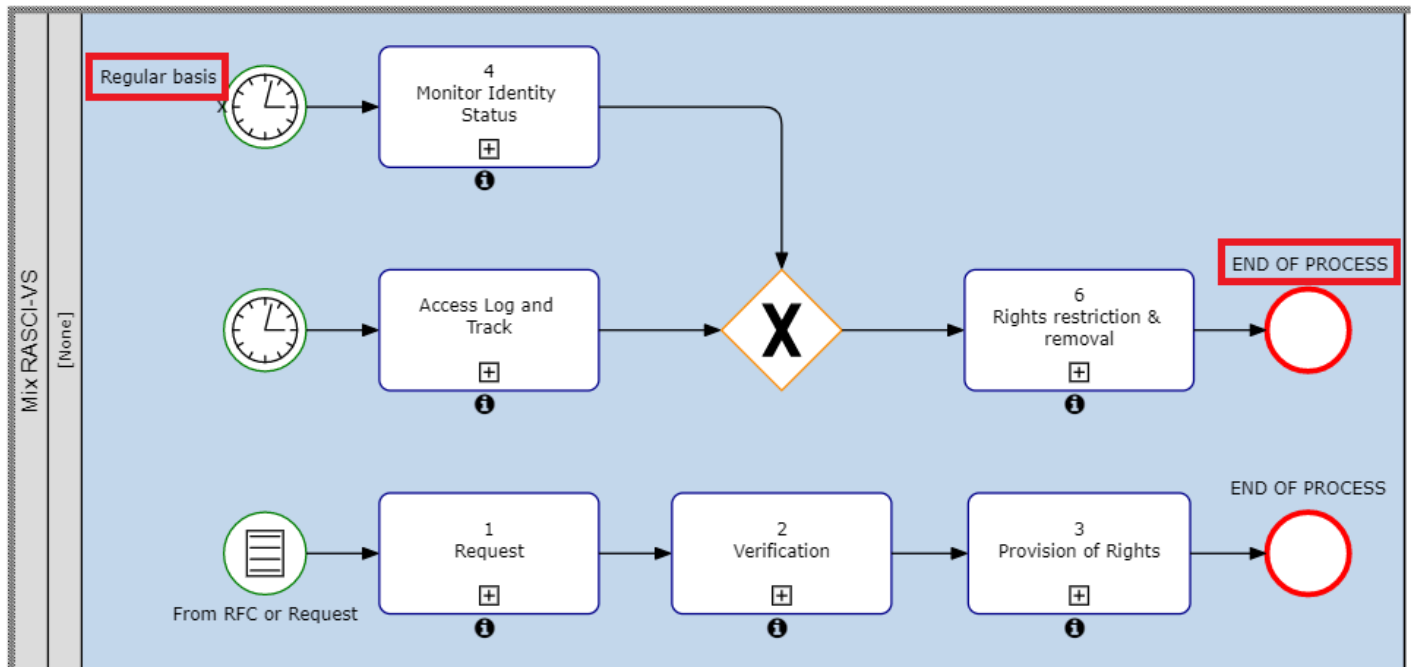 Mix RASCI-VS
[None]
Regular basis
X
4
Monitor Identity
Status
Access Log and
Track
X
6
Rights restriction &
removal
END OF PROCESS
From RFC or Request
1
Request
2
Verification
3
Provision of Rights
END OF PROCESS